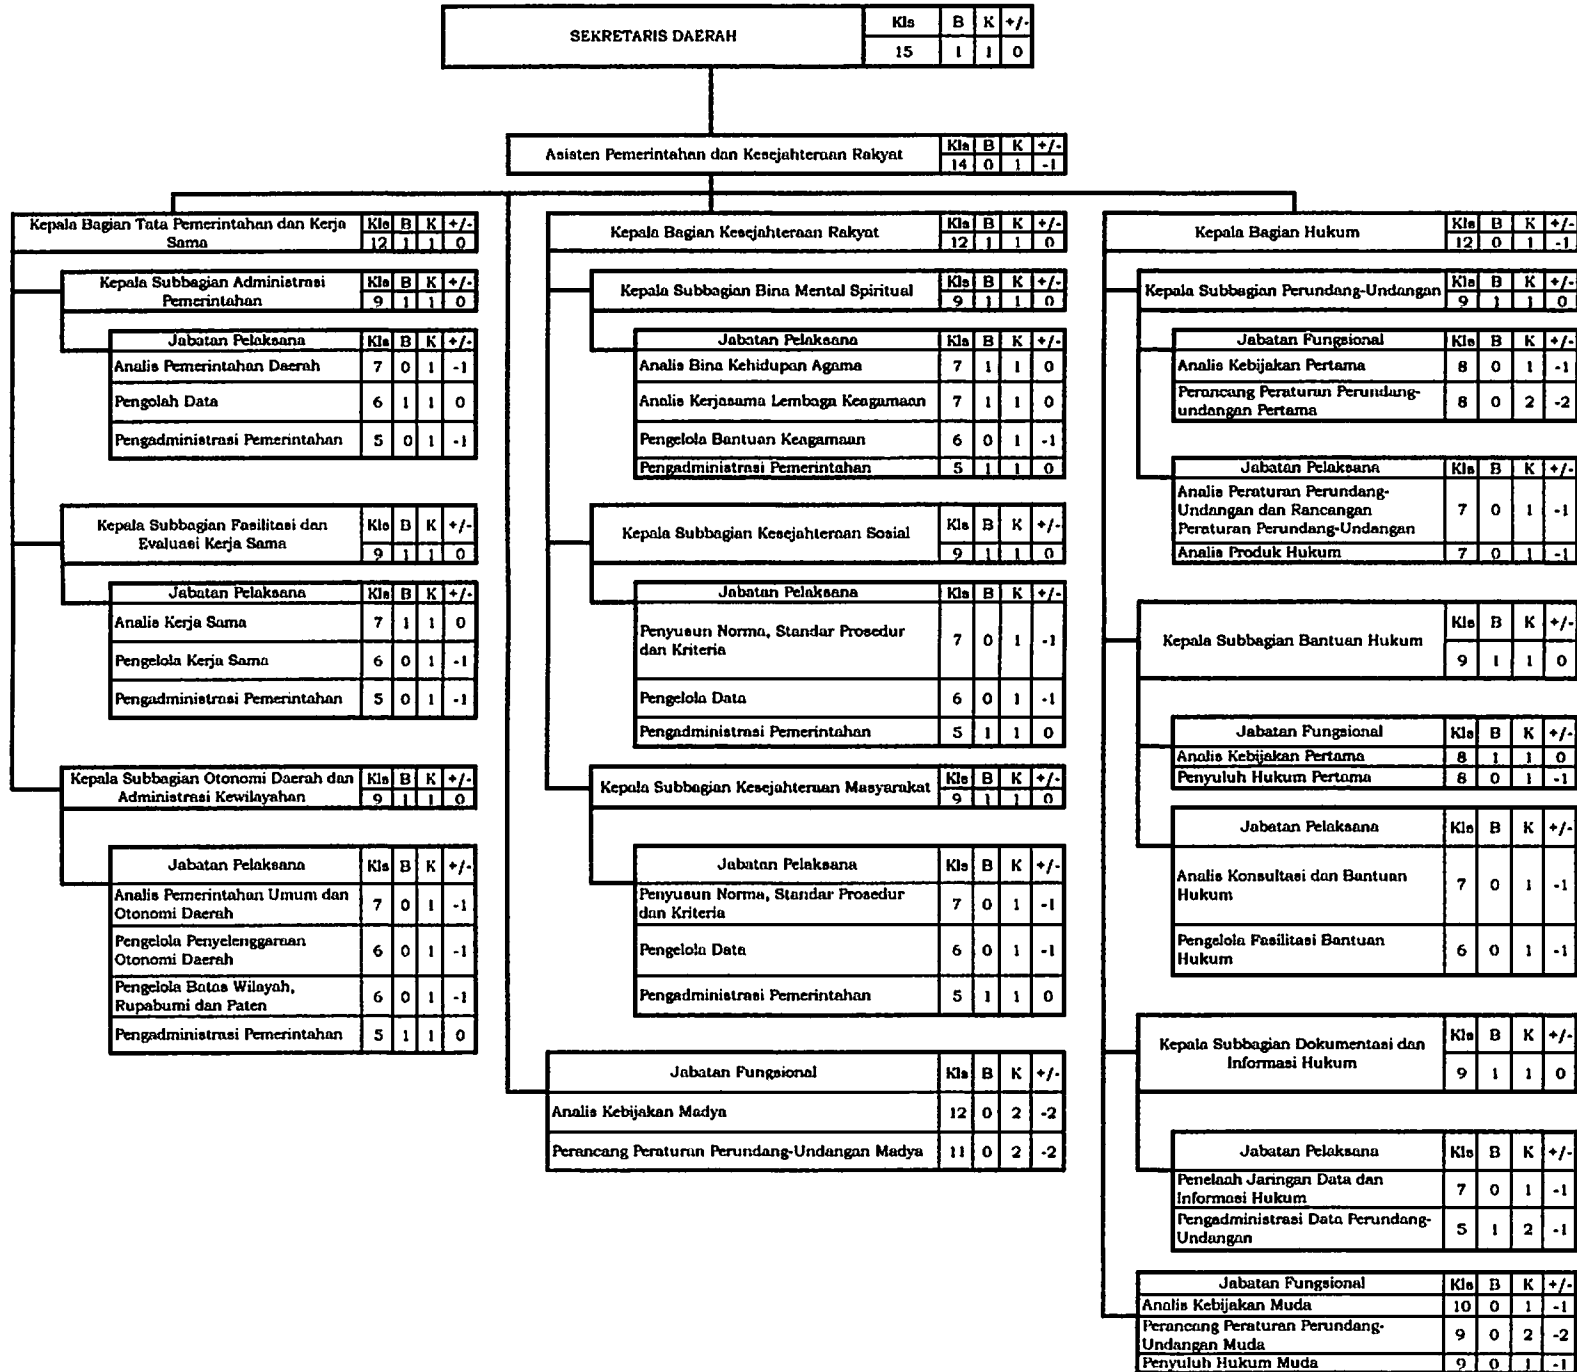 SEKRETARIS DAERAH
Kls B K +/-
15 1 1 0
Asisten Pemerintahan dan Kesejahteraan Rakyat
Kls B K +/-
14 0 1 -1
Kepala Bagian Tata Pemerintahan dan Kerja
Sama
Kls B K +/-
12 1 1 0
Kepala Subbagian Administrasi
Pemerintahan
Kls B K +/-
9 1 1 0
Jabatan Pelaksana Kls B K +/-
Analis Pemerintahan Daerah 7 0 1 -1
Pengolah Data 6 1 1 0
Pengadministrasi Pemerintahan 5 0 1 -1
Kepala Subbagian Fasilitasi dan
Evaluasi Kerja Sama
Kls B K +/-
9 1 1 0
Jabatan Pelaksana Kls B K +/-
Analis Kerja Sama 7 1 1 0
Pengelola Kerja Sama 6 0 1 -1
Pengadministrasi Pemerintahan 5 0 1 -1
Kepala Subbagian Otonomi Daerah dan
Administrasi Kewilayahan
Kls B K +/-
9 1 1 0
Jabatan Pelaksana Kls B K +/-
Analis Pemerintahan Umum dan
Otonomi Daerah 7 0 1 -1
Pengelola Penyelenggaraan
Otonomi Daerah 6 0 1 -1
Pengelola Batas Wilayah,
Rupabumi dan Paten 6 0 1 -1
Pengadministrasi Pemerintahan 5 1 1 0
Kepala Bagian Kesejahteraan Rakyat
Kls B K +/-
12 1 1 0
Kepala Subbagian Bina Mental Spiritual
Kls B K +/-
9 1 1 0
Jabatan Pelaksana Kls B K +/-
Analis Bina Kehidupan Agama 7 1 1 0
Analis Kerjasama Lembaga Keagamaan 7 1 1 0
Pengelola Bantuan Keagamaan 6 0 1 -1
Pengadministrasi Pemerintahan 5 1 1 0
Kepala Subbagian Kesejahteraan Sosial
Kls B K +/-
9 1 1 0
Jabatan Pelaksana Kls B K +/-
Penyusun Norma, Standar Prosedur
dan Kriteria 7 0 1 -1
Pengelola Data 6 0 1 -1
Pengadministrasi Pemerintahan 5 1 1 0
Kepala Subbagian Kesejahteraan Masyarakat
Kls B K +/-
9 1 1 0
Jabatan Pelaksana Kls B K +/-
Penyusun Norma, Standar Prosedur
dan Kriteria 7 0 1 -1
Pengelola Data 6 0 1 -1
Pengadministrasi Pemerintahan 5 1 1 0
Jabatan Fungsional Kls B K +/-
Analis Kebijakan Madya 12 0 2 -2
Perancang Peraturan Perundang-Undangan Madya 11 0 2 -2
Kepala Bagian Hukum
Kls B K +/-
12 0 1 -1
Kepala Subbagian Perundang-Undangan
Kls B K +/-
9 1 1 0
Jabatan Fungsional Kls B K +/-
Analis Kebijakan Pertama 8 0 1 -1
Perancang Peraturan Perundang-
undangan Pertama 8 0 2 -2
Jabatan Pelaksana Kls B K +/-
Analis Peraturan Perundang-
Undangan dan Rancangan 7 0 1 -1
Peraturan Perundang-Undangan
Analis Produk Hukum 7 0 1 -1
Kepala Subbagian Bantuan Hukum
Kls B K +/-
9 1 1 0
Jabatan Fungsional Kls B K +/-
Analis Kebijakan Pertama 8 1 1 0
Penyuluh Hukum Pertama 8 0 1 -1
Jabatan Pelaksana Kls B K +/-
Analis Konsultasi dan Bantuan
Hukum 7 0 1 -1
Pengelola Fasilitasi Bantuan
Hukum 6 0 1 -1
Kepala Subbagian Dokumentasi dan
Informasi Hukum
Kls B K +/-
9 1 1 0
Jabatan Pelaksana Kls B K +/-
Penelaah Jaringan Data dan
Informasi Hukum 7 0 1 -1
Pengadministrasi Data Perundang-
Undangan 5 1 2 -1
Jabatan Fungsional Kls B K +/-
Analis Kebijakan Muda 10 0 1 -1
Perancang Peraturan Perundang-
Undangan Muda 9 0 2 -2
Penyuluh Hukum Muda 9 0 1 -1